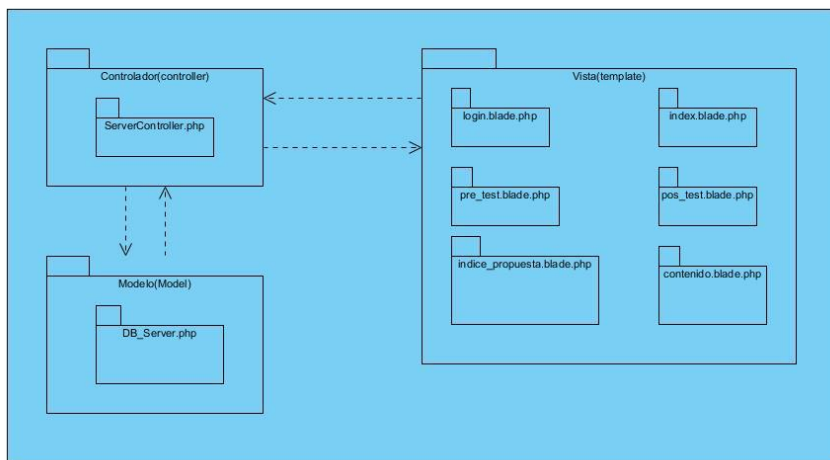 Controlador(controller)
ServerController.php
Modelo(Model)
DB_Server.php
Vista(template)
login.blade.php
index.blade.php
pre_test.blade.php
pos_test.blade.php
indice_propuesta.blade.php
contenido.blade.php